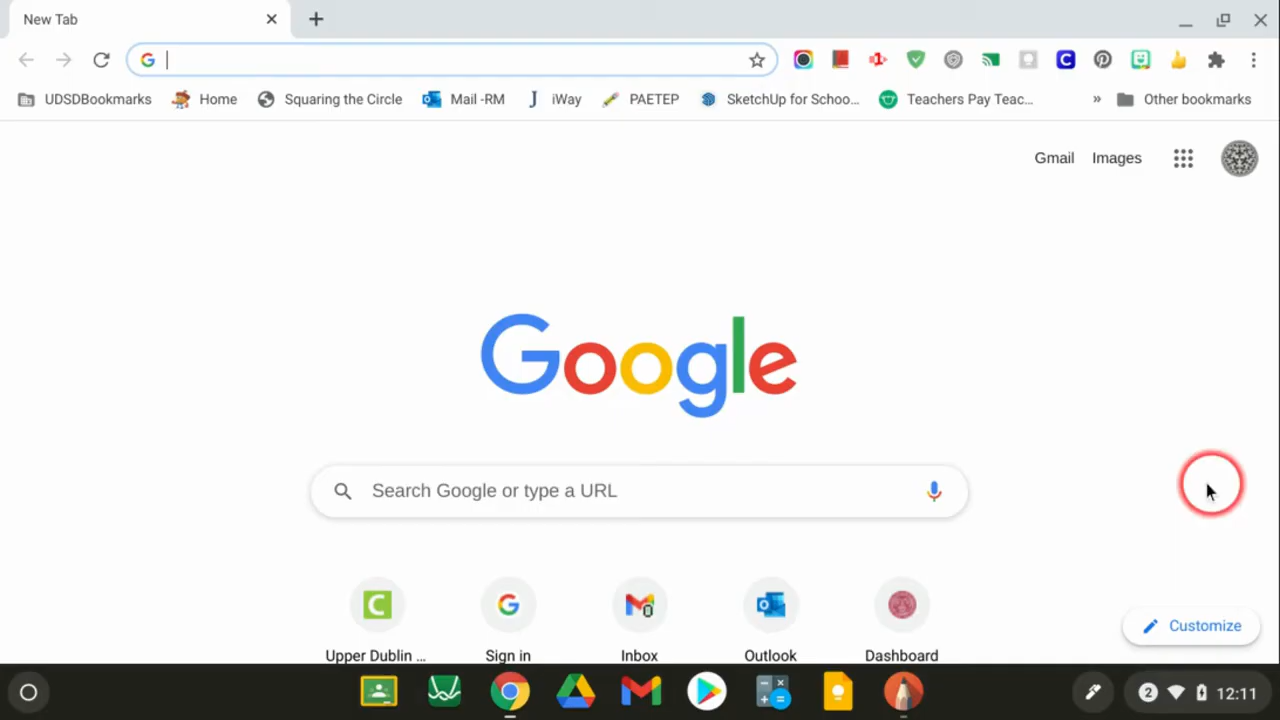 New Tab
UDSDBookmarks Home Squaring the Circle Mail -RM iWay PAETEP SketchUp for Schoo... Teachers Pay Teac... » Other bookmarks
Gmail Images
Google
Search Google or type a URL
Upper Dublin ... Sign in Inbox Outlook Dashboard
Customize
2 12:11